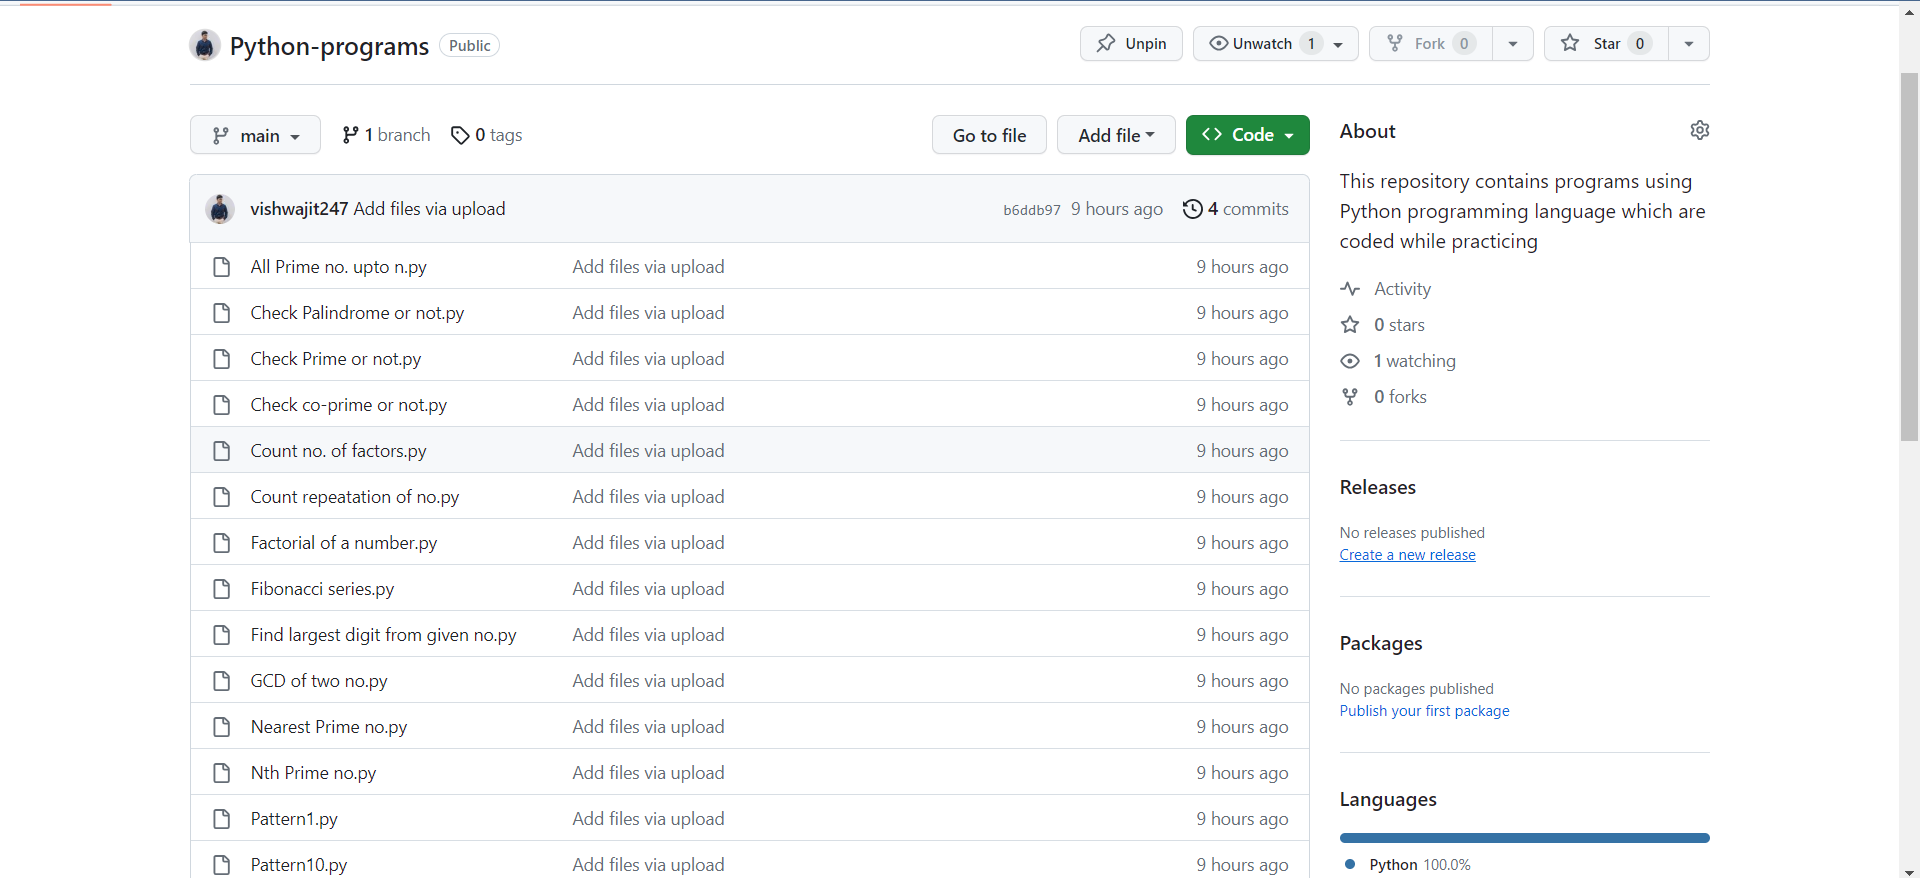 Python-programs Public
Unpin Unwatch 1 Fork 0 Star 0
main 1 branch 0 tags Go to file Add file Code
vishwajit247 Add files via upload b6ddb97 9 hours ago 4 commits
All Prime no. upto n.py Add files via upload 9 hours ago
Check Palindrome or not.py Add files via upload 9 hours ago
Check Prime or not.py Add files via upload 9 hours ago
Check co-prime or not.py Add files via upload 9 hours ago
Count no. of factors.py Add files via upload 9 hours ago
Count repeatation of no.py Add files via upload 9 hours ago
Factorial of a number.py Add files via upload 9 hours ago
Fibonacci series.py Add files via upload 9 hours ago
Find largest digit from given no.py Add files via upload 9 hours ago
GCD of two no.py Add files via upload 9 hours ago
Nearest Prime no.py Add files via upload 9 hours ago
Nth Prime no.py Add files via upload 9 hours ago
Pattern1.py Add files via upload 9 hours ago
Pattern10.py Add files via upload 9 hours ago
About
This repository contains programs using
Python programming language which are
coded while practicing
Activity
0 stars
1 watching
0 forks
Releases
No releases published
Create a new release
Packages
No packages published
Publish your first package
Languages
Python 100.0%